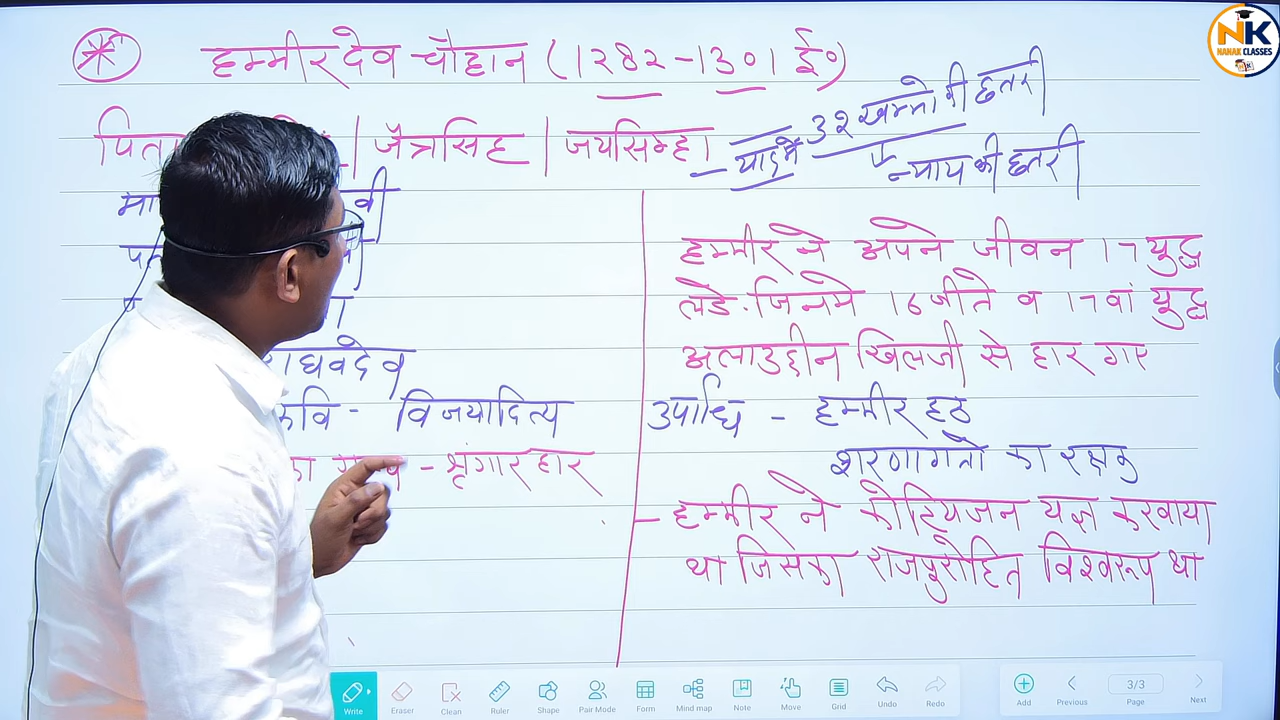 हम्मीर देव चौहान (1282-1301 ई०)
| जैत्रसिंह | जयसिम्हा
यादमे 32 खम्भो की छतरी
न्याय की छतरी
हम्मीर ने अपने जीवन 17 युद्ध
लडे. जिनमे 16 जीते व 17 वां युद्ध
अलाउद्दीन खिलजी से हार गए
उपाधि - हम्मीर हठ
शरणागतो का रक्षक
- हम्मीर ने कोटियजन यज्ञ करवाया
था जिसका राजपुरोहित विश्वरूप था
राघवदेव
कवि - विजयादित्य
का ग्रन्थ - श्रृंगार हार
NK
NANAK CLASSES
Write
Eraser
Clean
Ruler
Shape
Pair Mode
Form
Mind map
Note
Move
Grid
Undo
Redo
Add
Previous
3/3
Page
Next